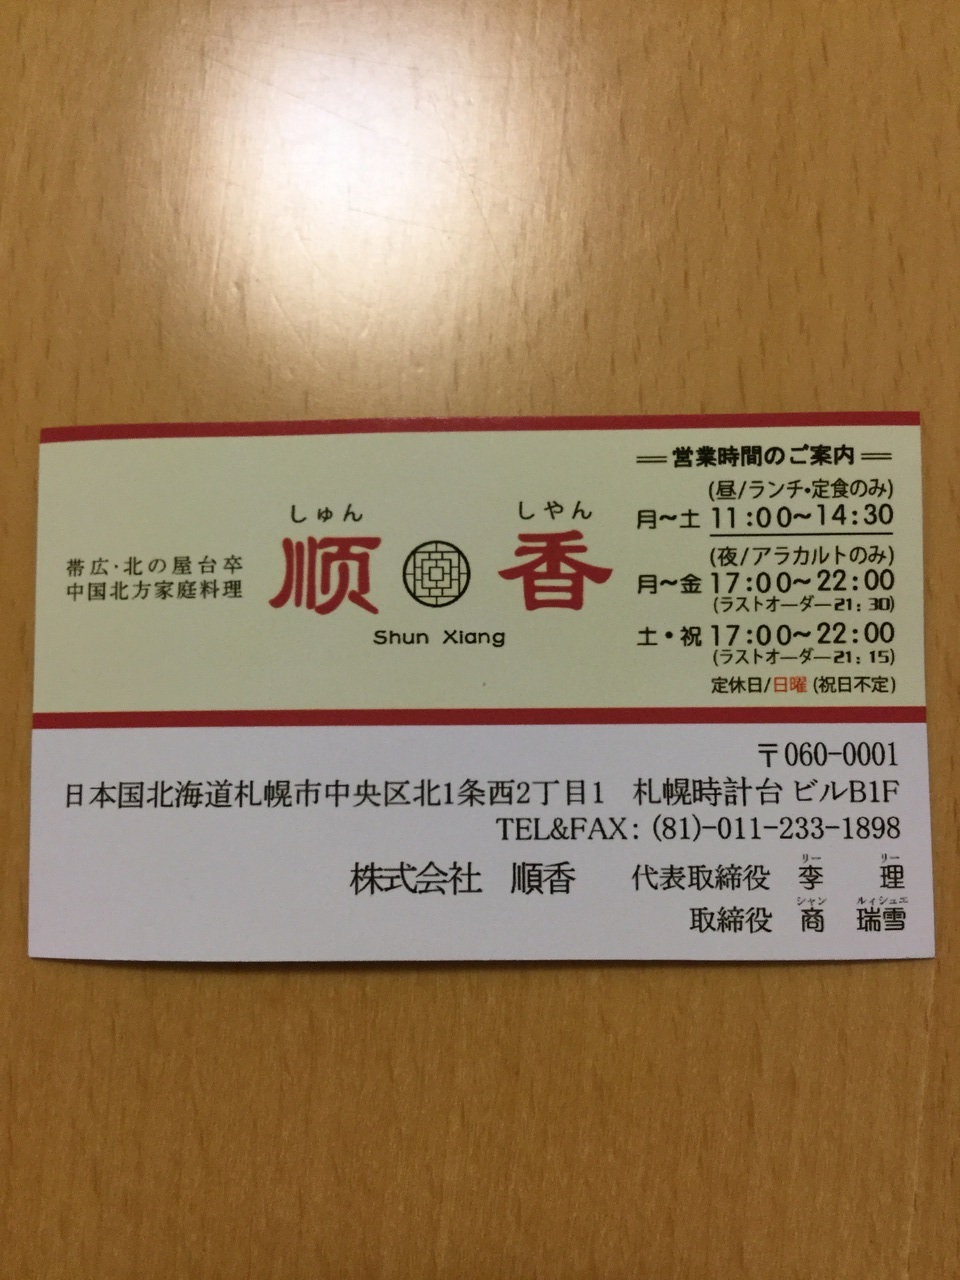 帯広・北の屋台卒
中国北方家庭料理
しゅん しやん
顺 香
Shun Xiang
営業時間のご案内
(昼/ランチ・定食のみ)
月〜土 11:00〜14:30
(夜/アラカルトのみ)
月〜金 17:00〜22:00
(ラストオーダー21:30)
土・祝 17:00〜22:00
(ラストオーダー21:15)
定休日/日曜 (祝日不定)
〒060-0001
日本国北海道札幌市中央区北1条西2丁目1 札幌時計台 ビルB1F
TEL&FAX: (81)-011-233-1898
リー リー
株式会社 順香 代表取締役 李 理
シャン ルィシュエ
取締役 商 瑞雪